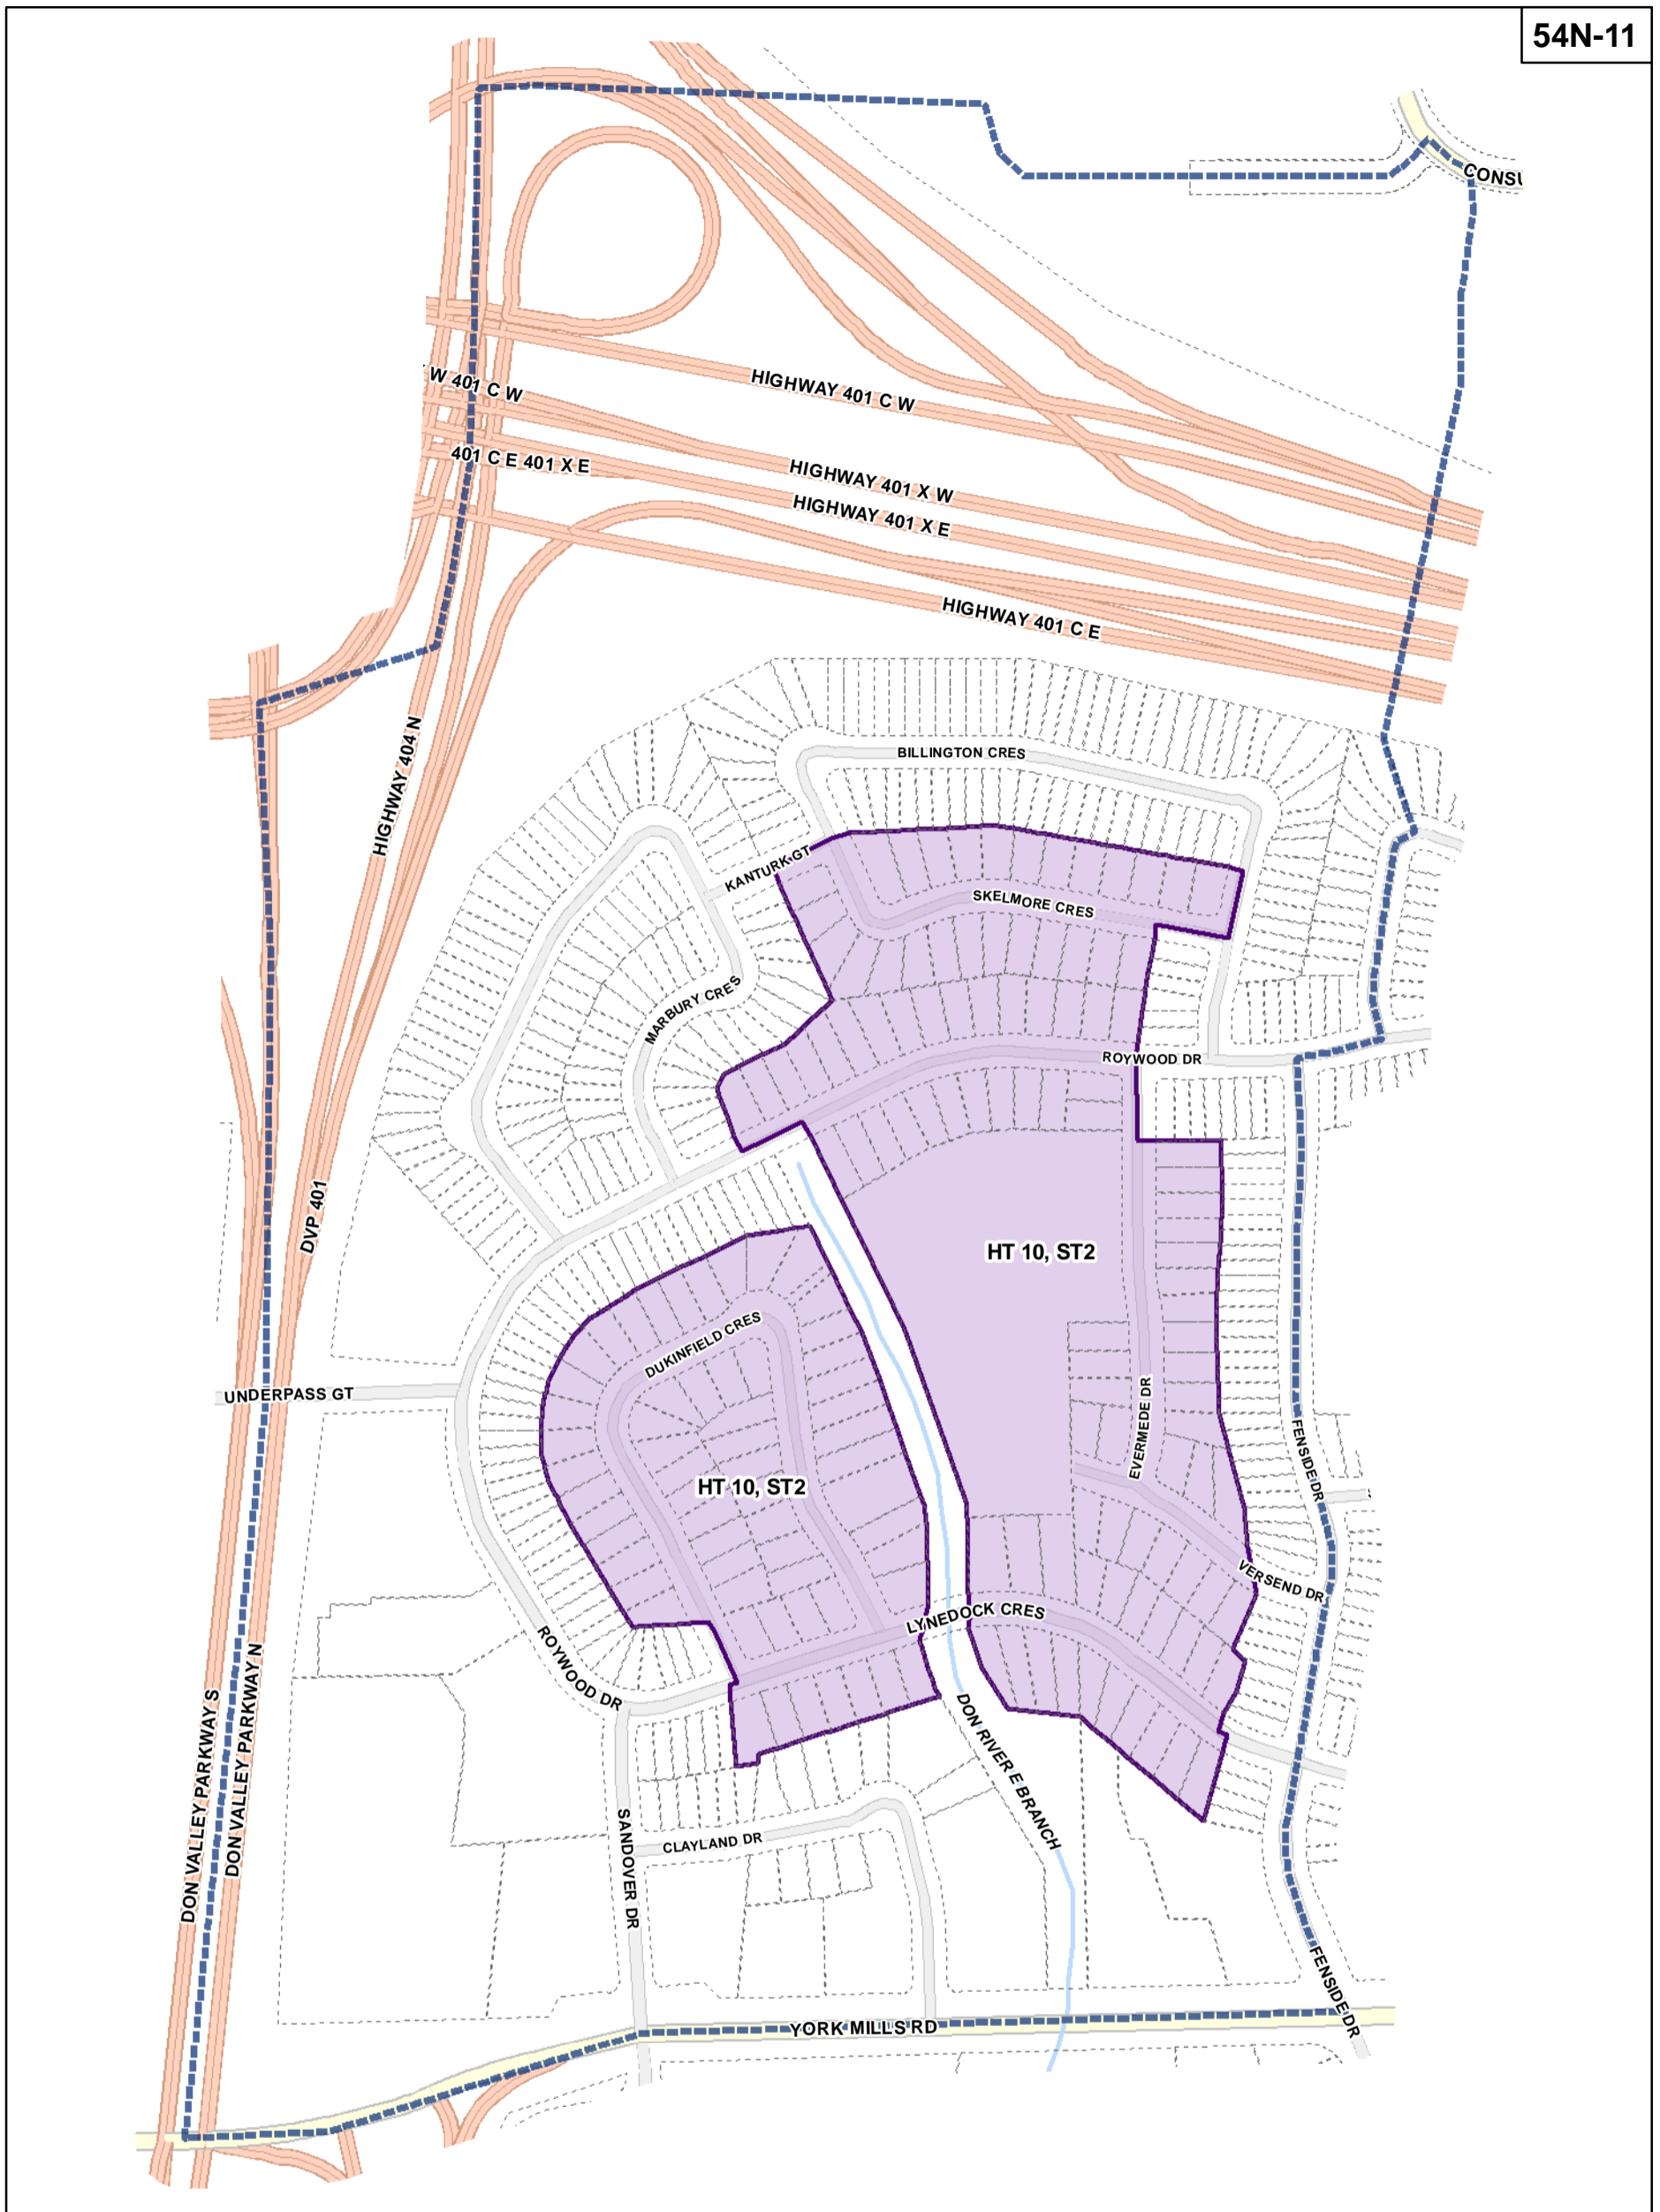 54N-11
CONSU
W 401 C W
HIGHWAY 401 C W
401 C E 401 X E
HIGHWAY 401 X W
HIGHWAY 401 X E
HIGHWAY 401 C E
HIGHWAY 404 N
BILLINGTON CRES
KANTURK GT
SKELMORE CRES
MARBURY CRES
ROYWOOD DR
DVP 401
HT 10, ST2
DUKINFIELD CRES
UNDERPASS GT
EVERMEDE DR
FENSIDE DR
HT 10, ST2
VERSEND DR
LYNEDOCK CRES
ROYWOOD DR
DON VALLEY PARKWAY S
DON VALLEY PARKWAY N
DON RIVER E BRANCH
SANDOVER DR
CLAYLAND DR
FENSIDE DR
YORK MILLS RD